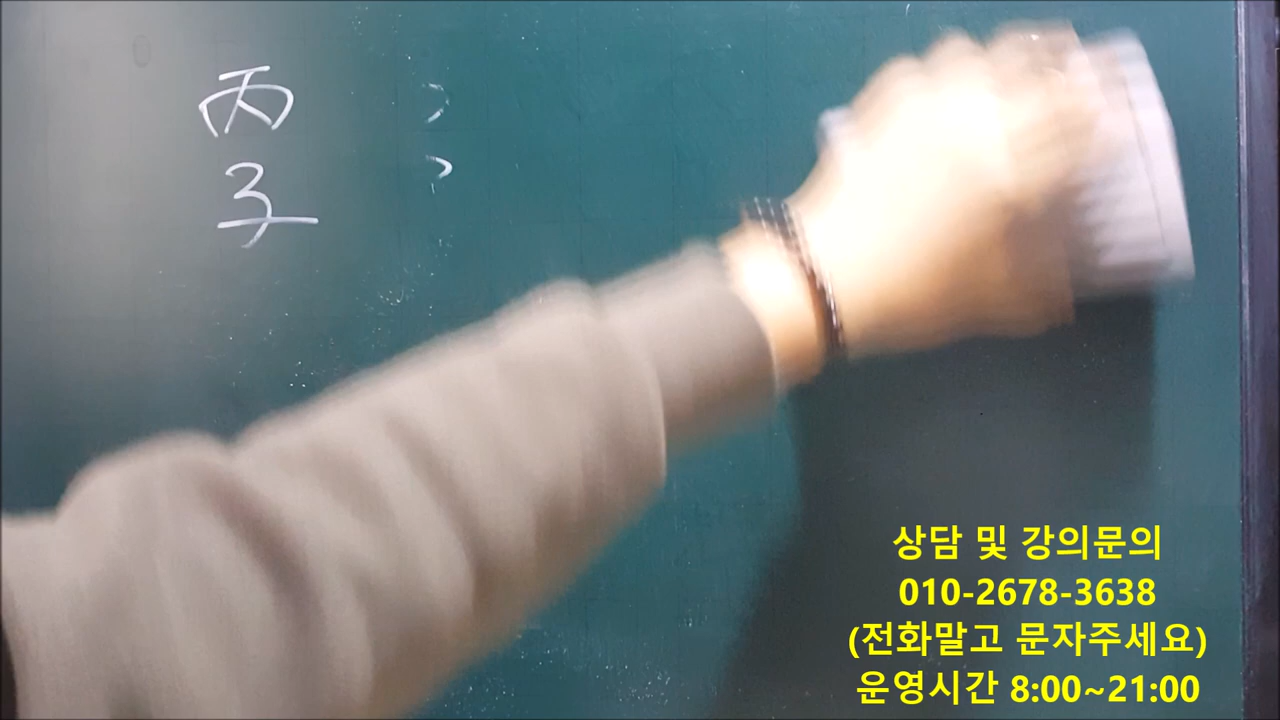 丙
子
상담 및 강의문의
010-2678-3638
(전화말고 문자주세요)
운영시간 8:00~21:00